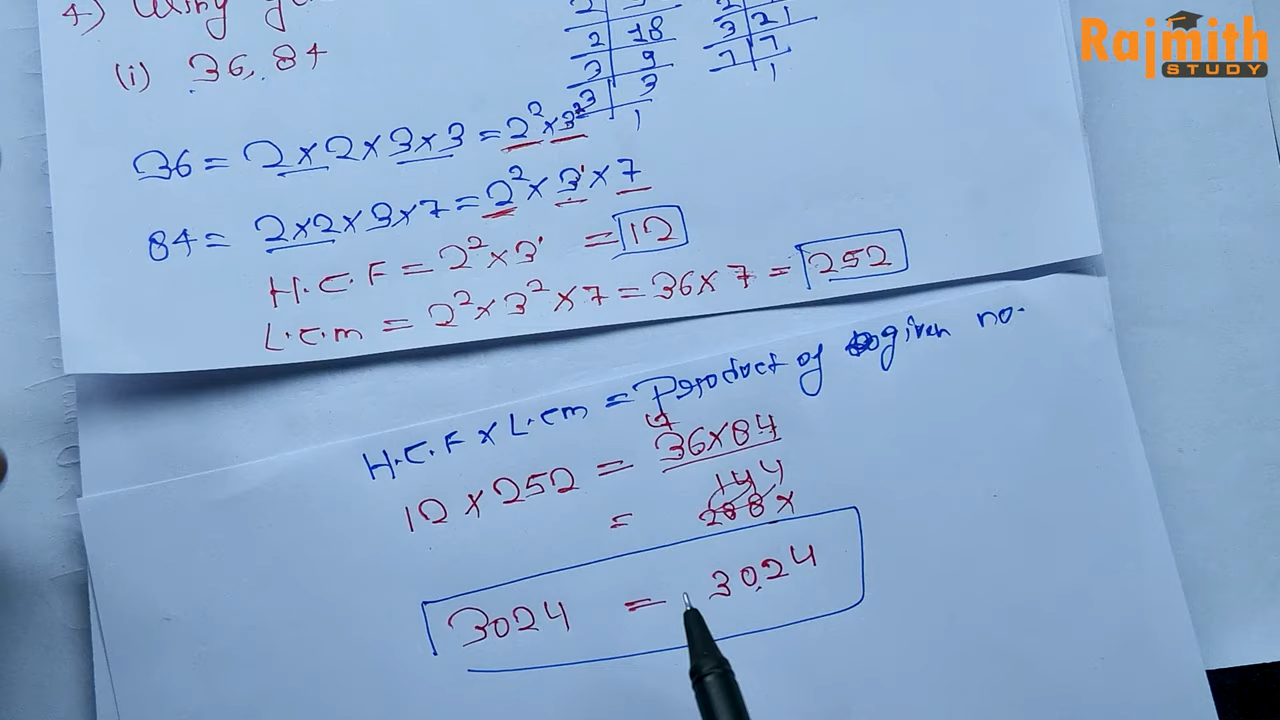 4) Using
(i) 36, 84
2 18
3 9
3 3
1
2
3 21
7 7
1
36 = 2×2×3×3 = 2²×3²
84 = 2×2×3×7 = 2²×3¹×7
H.C.F = 2²×3¹ = 12
L.C.M = 2²×3²×7 = 36×7 = 252
H.C.F × L.C.M = Product of given no.
12 × 252 = 36×84
144
= 288×
3024 = 3024
Rajmith
STUDY